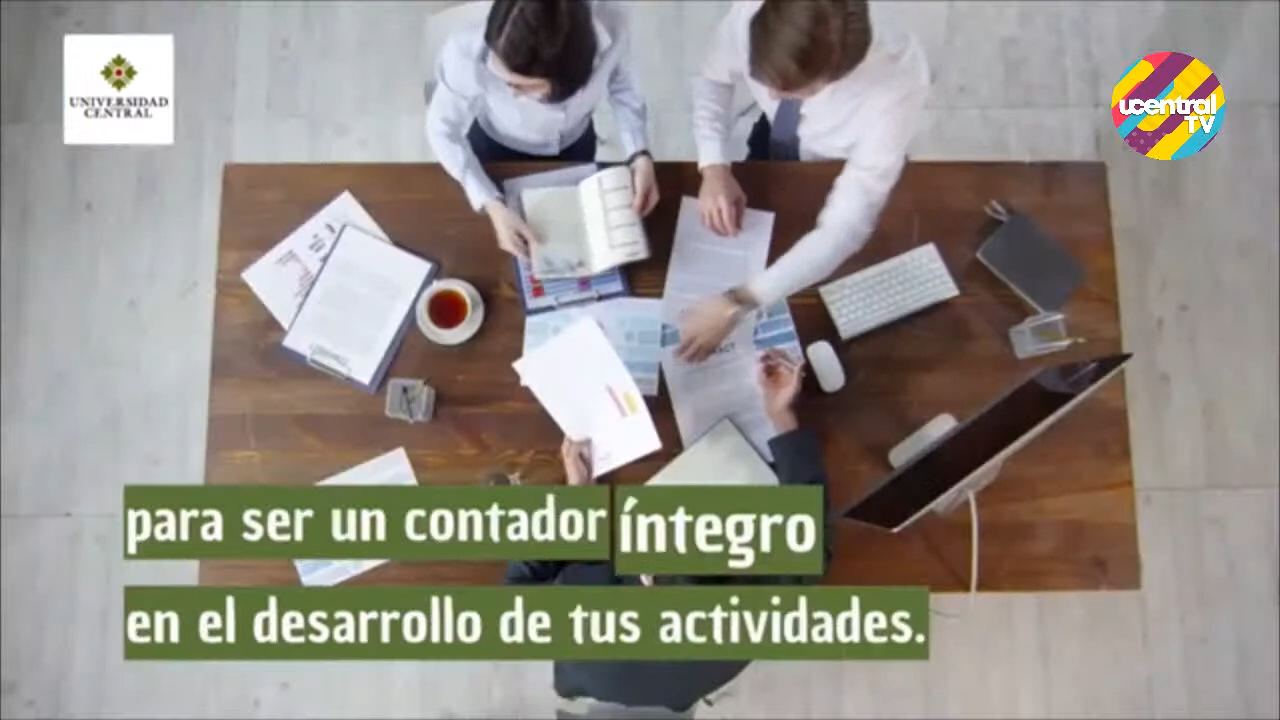 UNIVERSIDAD
CENTRAL
ucentral
TV
para ser un contador íntegro
en el desarrollo de tus actividades.